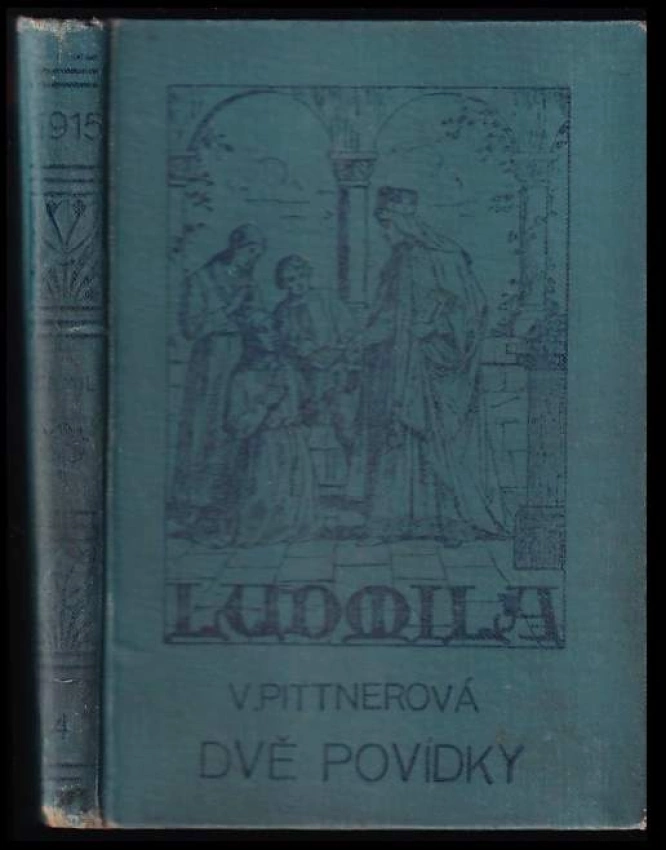 1915
4
LUDMILA
V. PITTNEROVÁ
DVĚ POVÍDKY